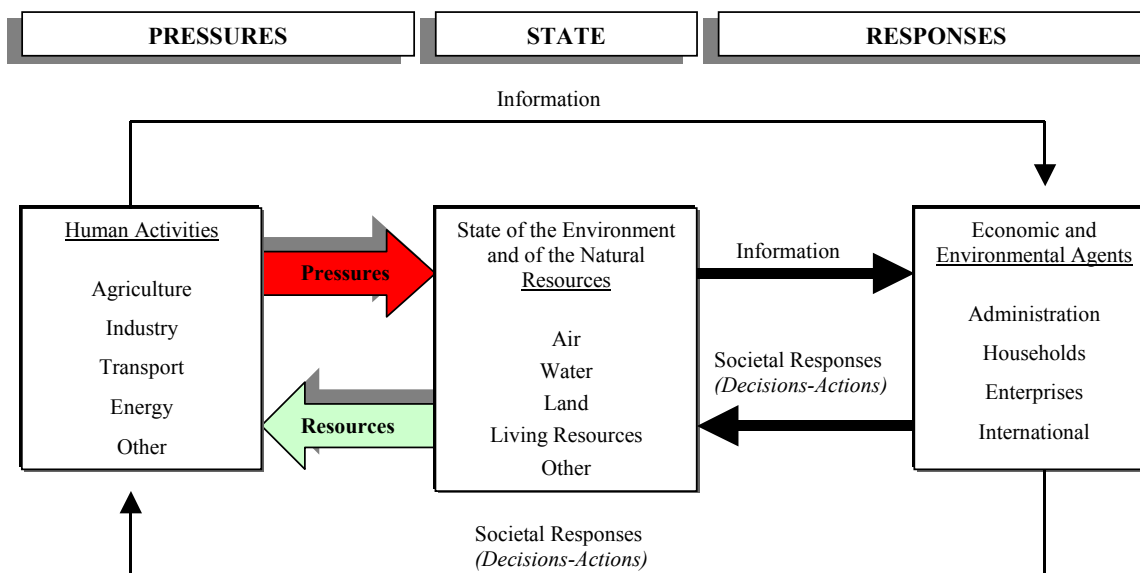 PRESSURES
STATE
RESPONSES
Information
Human Activities
Agriculture
Industry
Transport
Energy
Other
Pressures
Resources
State of the Environment
and of the Natural
Resources
Air
Water
Land
Living Resources
Other
Information
Societal Responses
(Decisions-Actions)
Economic and
Environmental Agents
Administration
Households
Enterprises
International
Societal Responses
(Decisions-Actions)